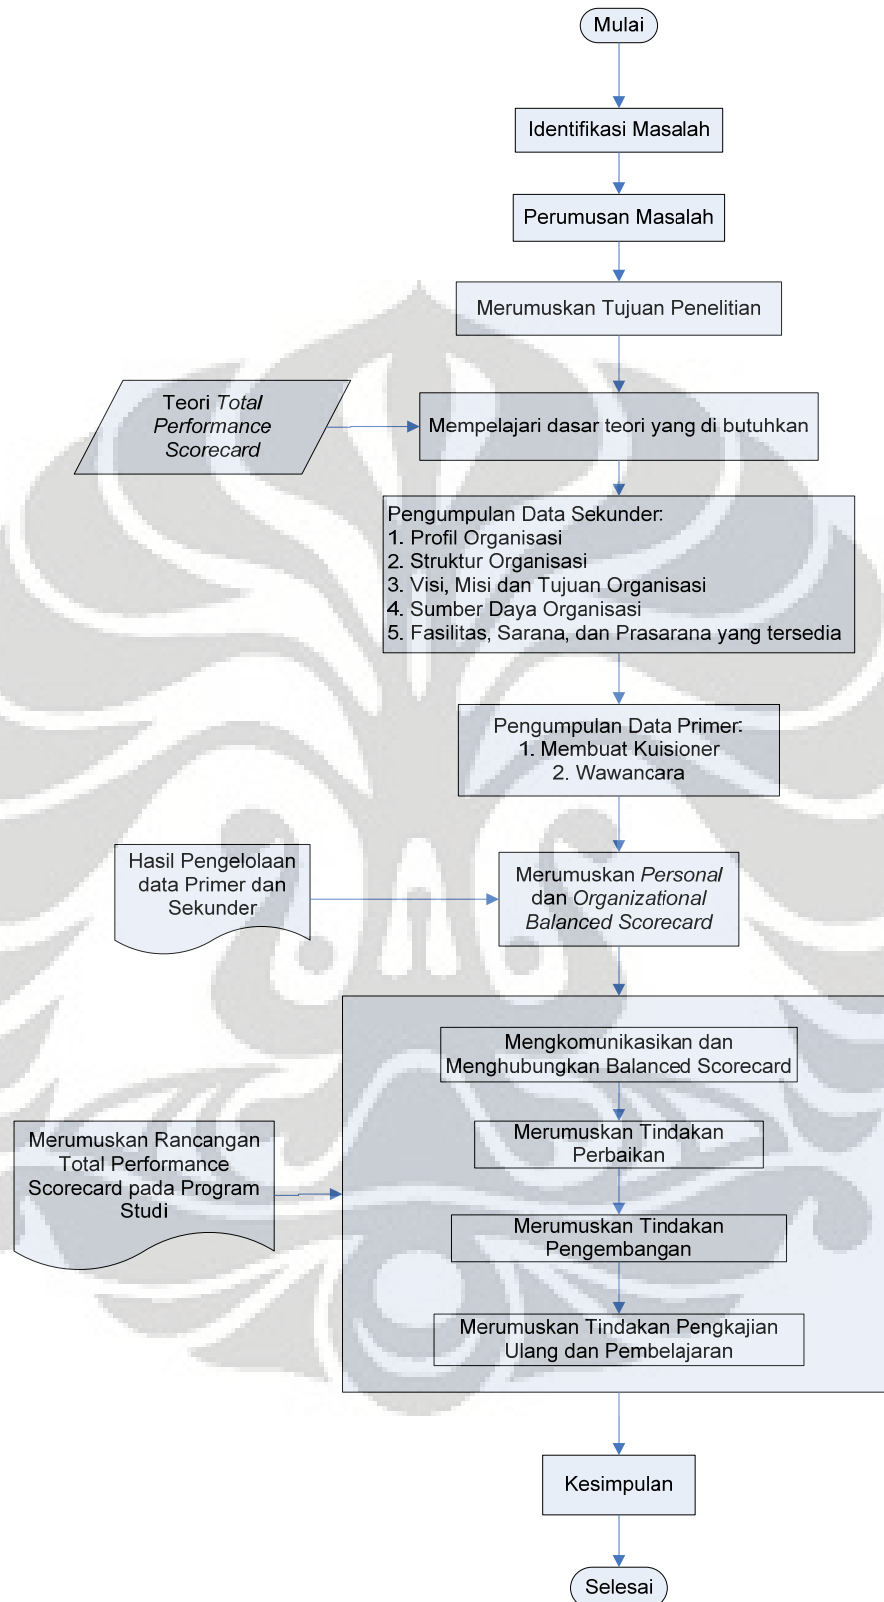 Mulai
Identifikasi Masalah
Perumusan Masalah
Merumuskan Tujuan Penelitian
Teori Total
Performance
Scorecard
Mempelajari dasar teori yang di butuhkan
Pengumpulan Data Sekunder:
1. Profil Organisasi
2. Struktur Organisasi
3. Visi, Misi dan Tujuan Organisasi
4. Sumber Daya Organisasi
5. Fasilitas, Sarana, dan Prasarana yang tersedia
Pengumpulan Data Primer:
1. Membuat Kuisioner
2. Wawancara
Hasil Pengelolaan
data Primer dan
Sekunder
Merumuskan Personal
dan Organizational
Balanced Scorecard
Mengkomunikasikan dan
Menghubungkan Balanced Scorecard
Merumuskan Rancangan
Total Performance
Scorecard pada Program
Studi
Merumuskan Tindakan
Perbaikan
Merumuskan Tindakan
Pengembangan
Merumuskan Tindakan Pengkajian
Ulang dan Pembelajaran
Kesimpulan
Selesai